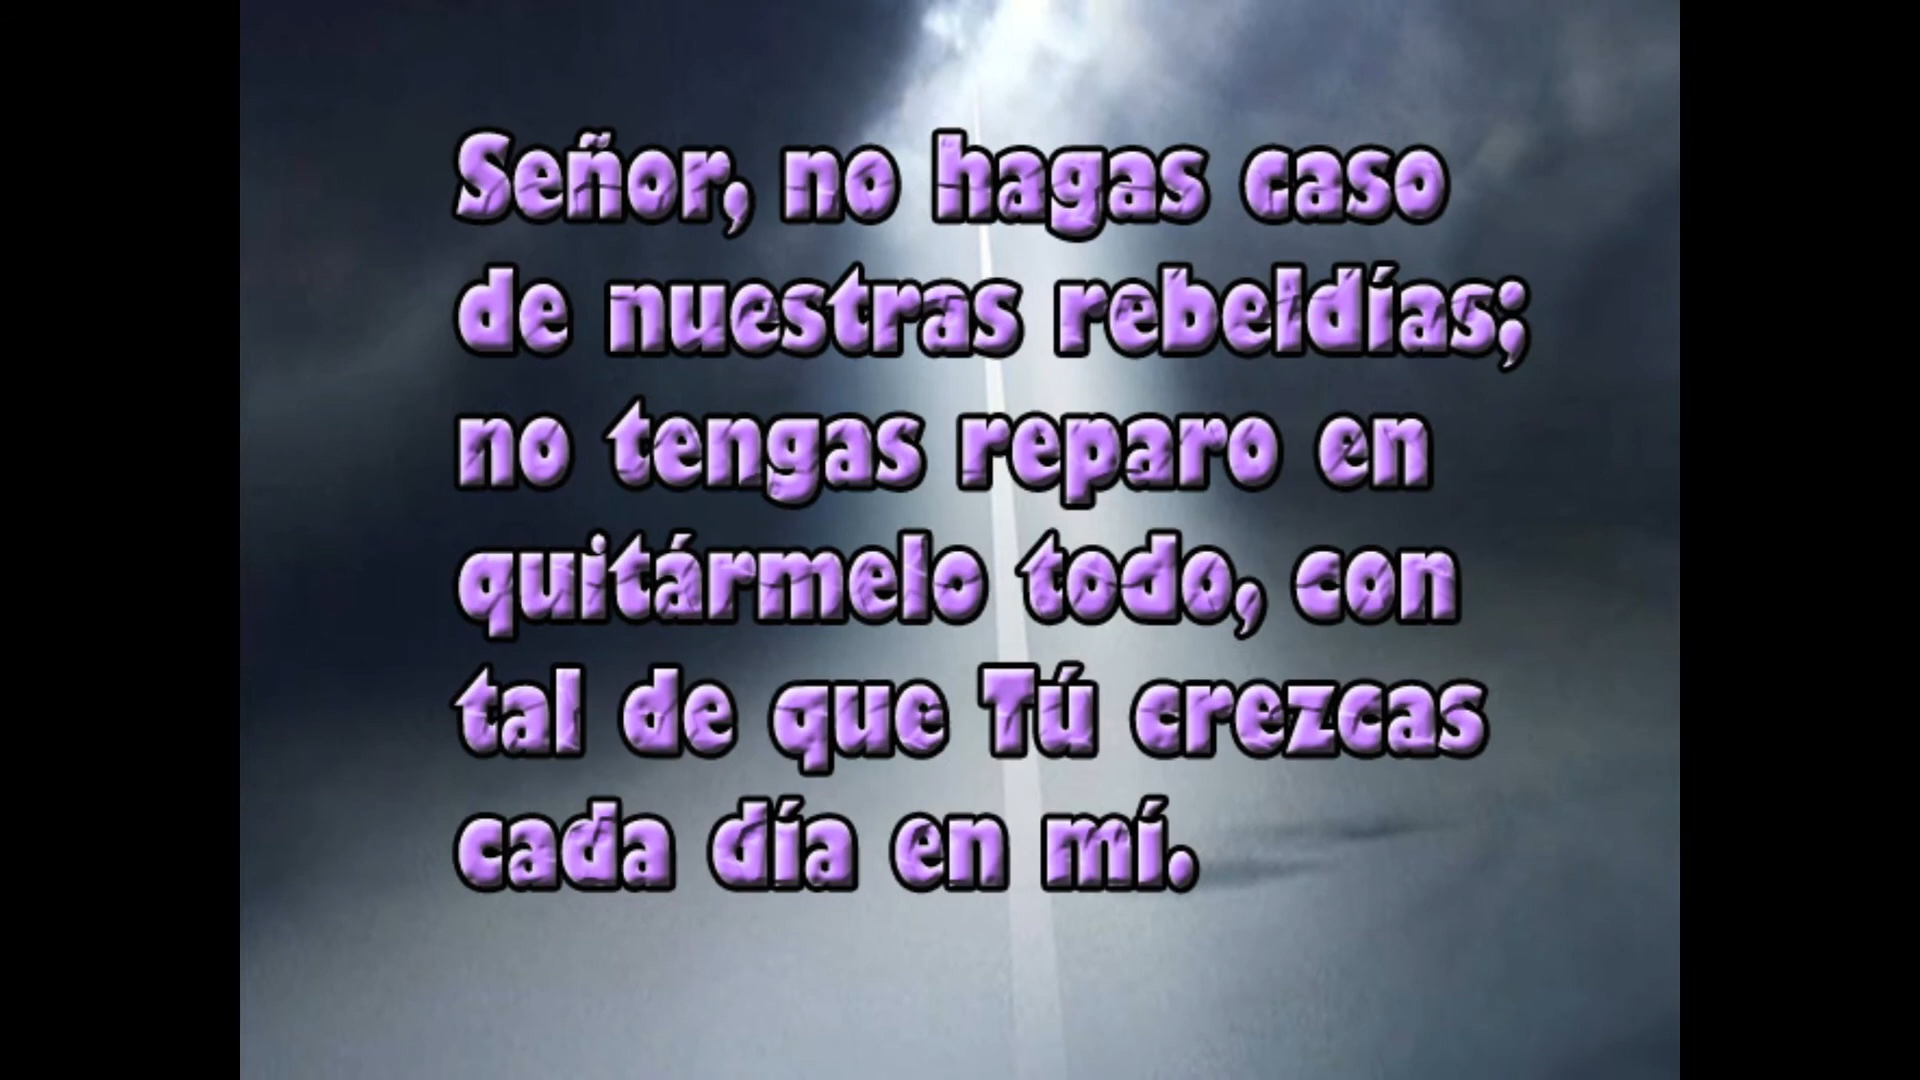 Señor, no hagas caso
de nuestras rebeldías;
no tengas reparo en
quitármelo todo, con
tal de que Tú crezcas
cada día en mí.